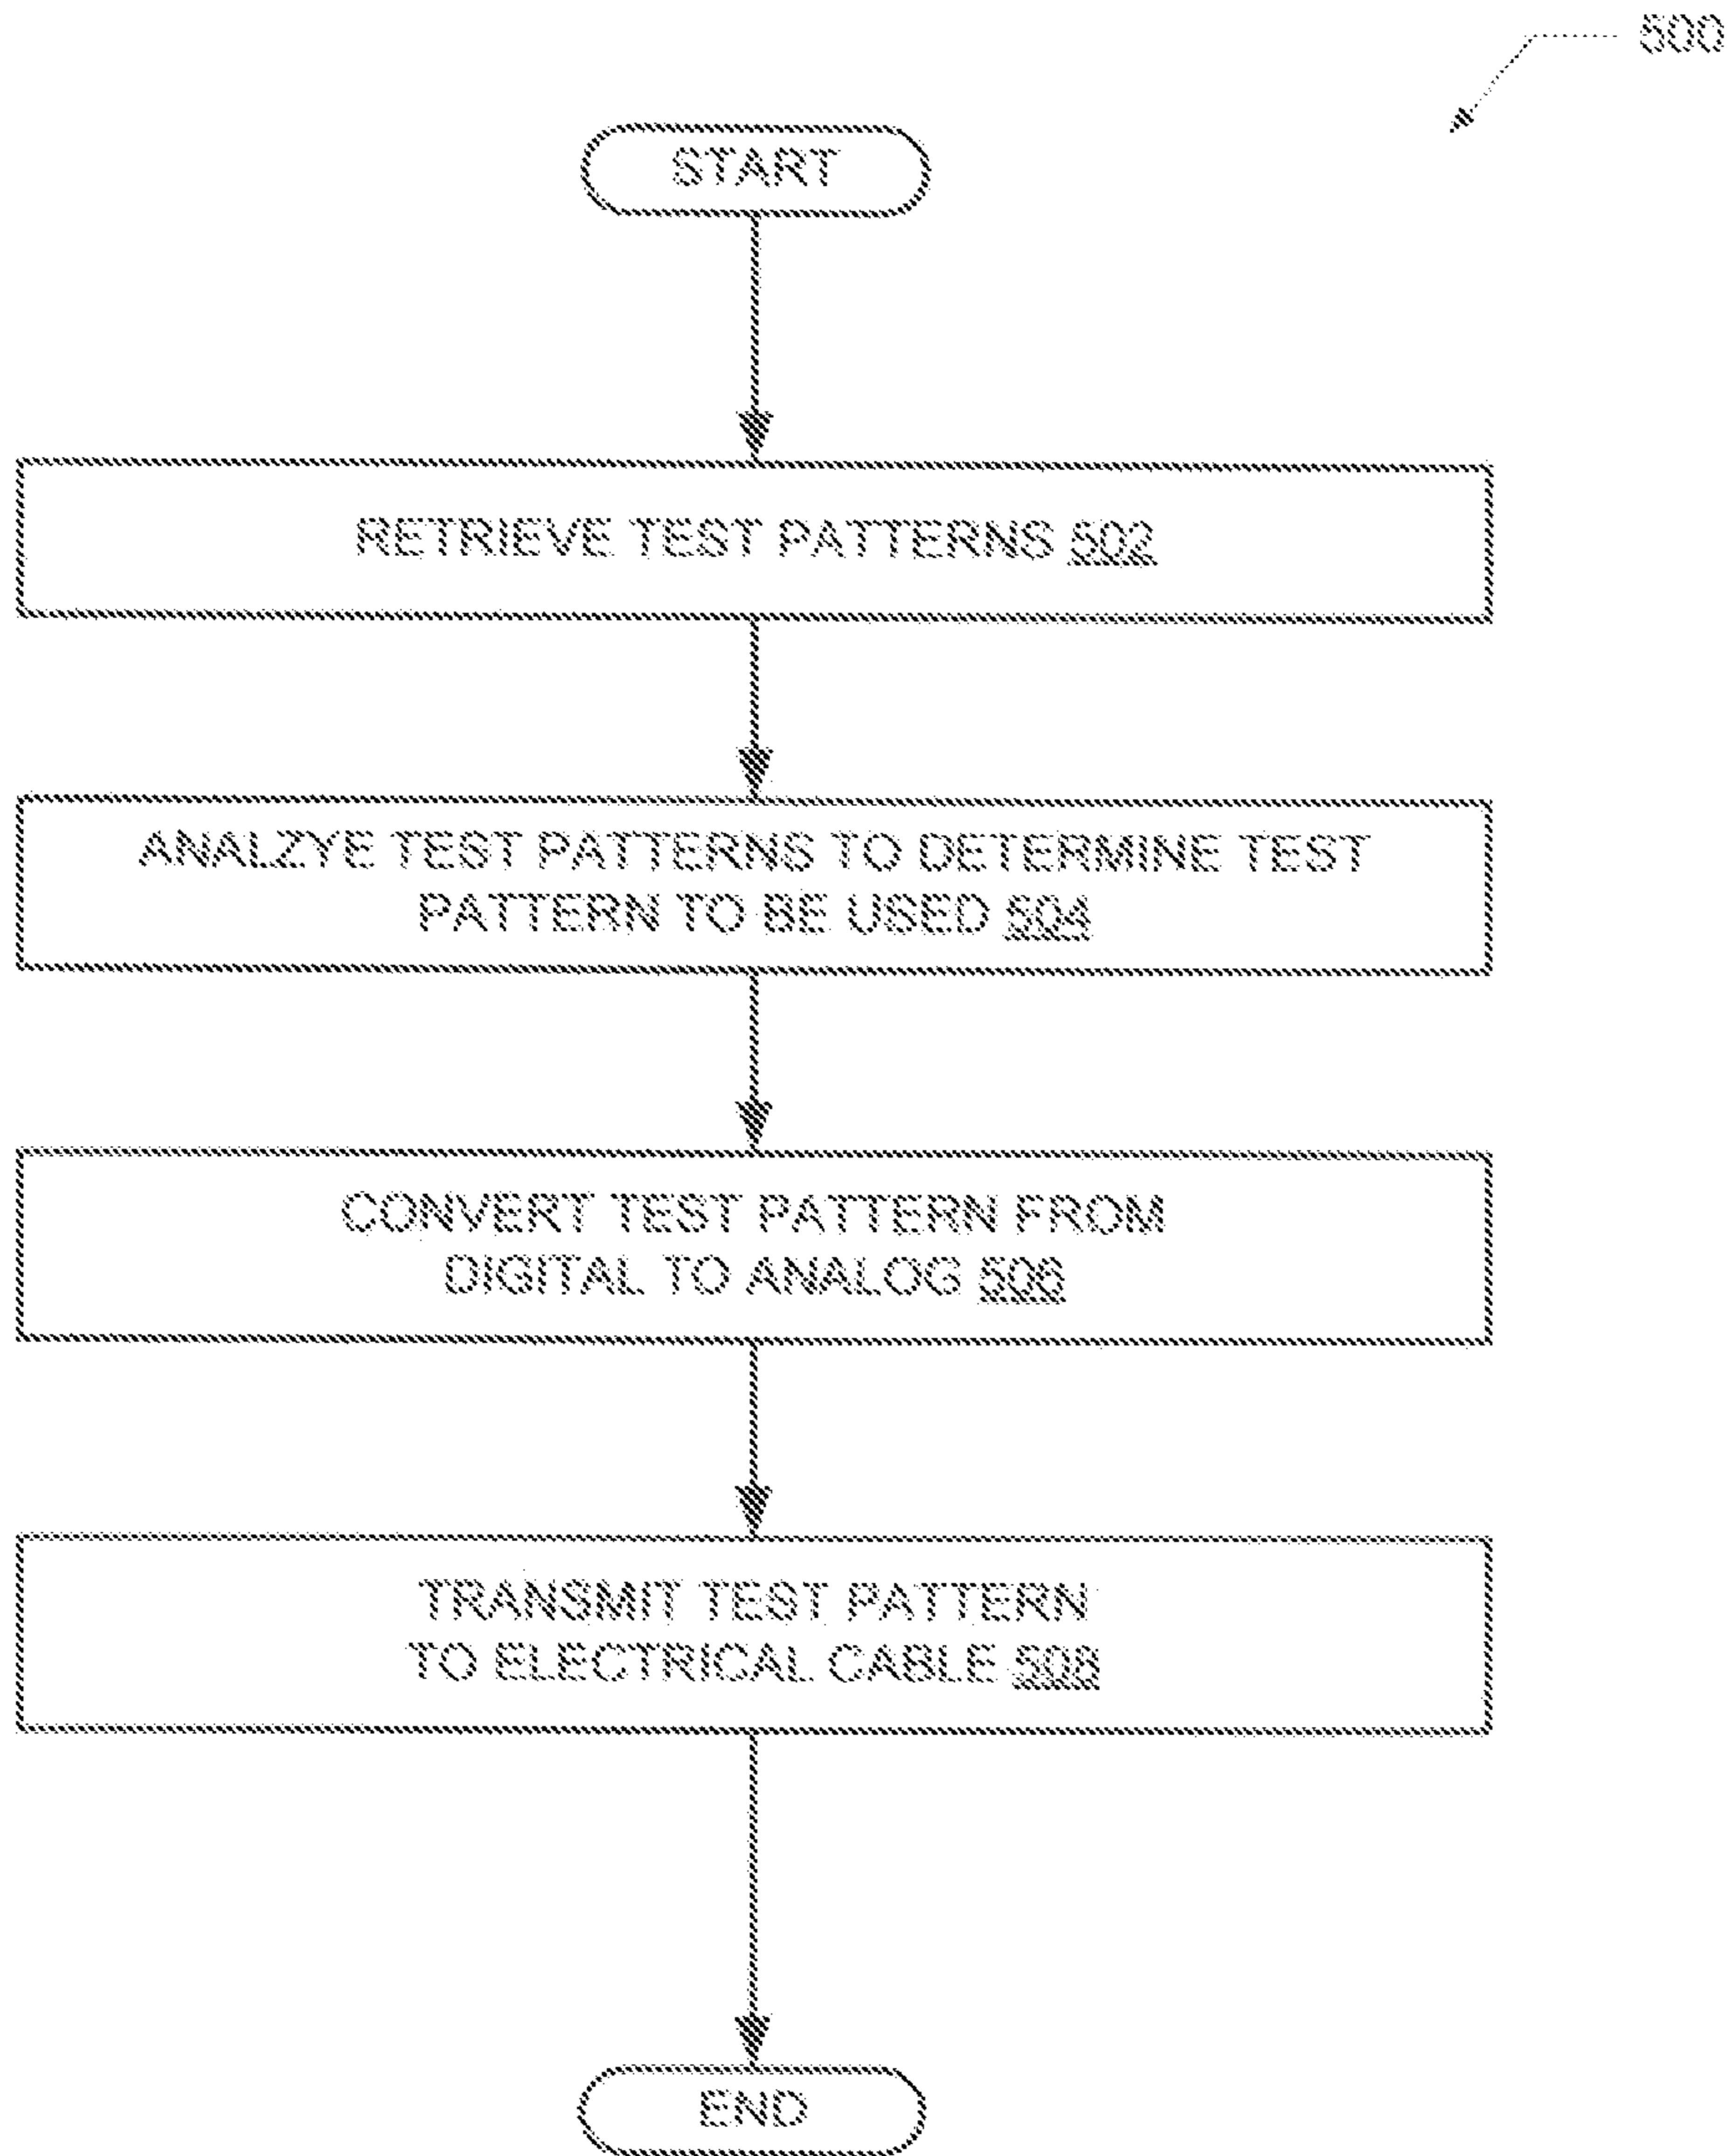 500
START
RETRIEVE TEST PATTERNS 502
ANALZYE TEST PATTERNS TO DETERMINE TEST
PATTERN TO BE USED 504
CONVERT TEST PATTERN FROM
DIGITAL TO ANALOG 506
TRANSMIT TEST PATTERN
TO ELECTRICAL CABLE 508
END